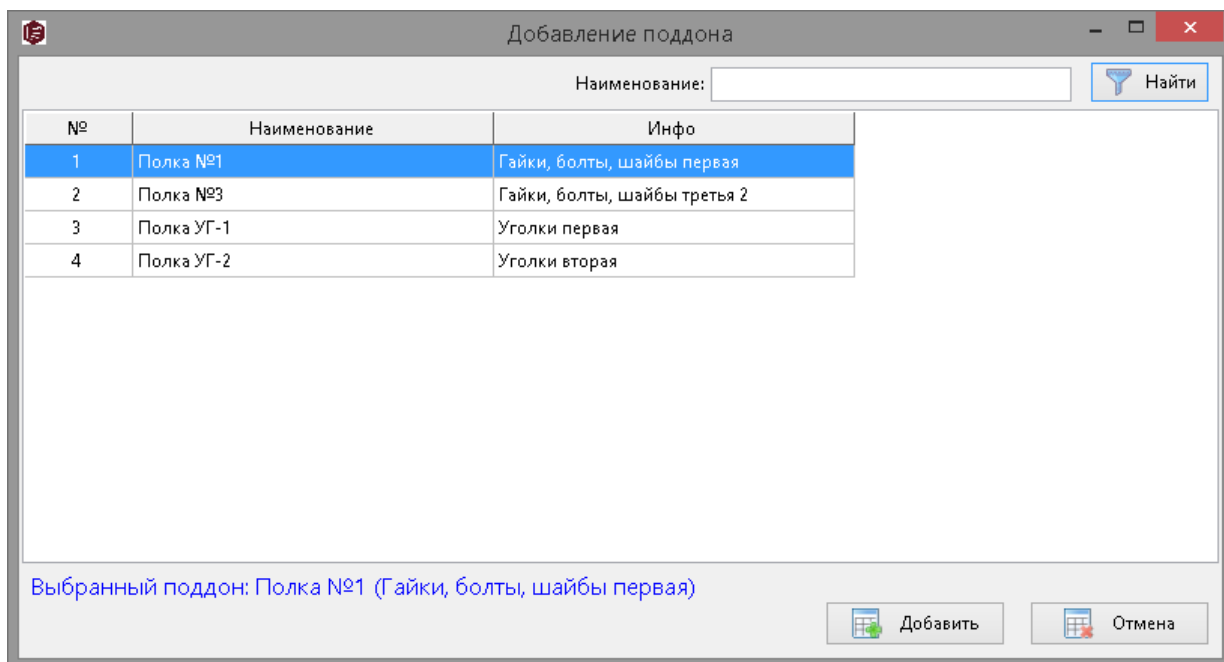 Добавление поддона
Наименование: Найти
№ Наименование Инфо
1 Полка №1 Гайки, болты, шайбы первая
2 Полка №3 Гайки, болты, шайбы третья 2
3 Полка УГ-1 Уголки первая
4 Полка УГ-2 Уголки вторая
Выбранный поддон: Полка №1 (Гайки, болты, шайбы первая)
Добавить Отмена